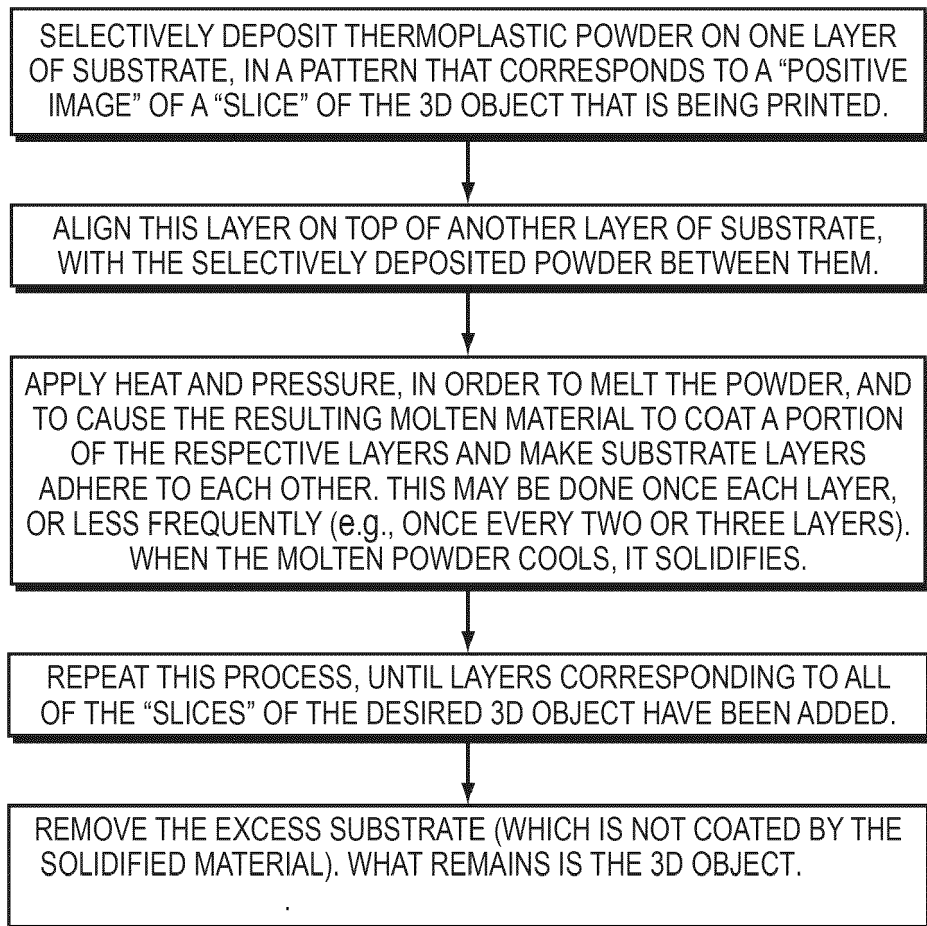 SELECTIVELY DEPOSIT THERMOPLASTIC POWDER ON ONE LAYER
OF SUBSTRATE, IN A PATTERN THAT CORRESPONDS TO A “POSITIVE
IMAGE” OF A “SLICE” OF THE 3D OBJECT THAT IS BEING PRINTED.
ALIGN THIS LAYER ON TOP OF ANOTHER LAYER OF SUBSTRATE,
WITH THE SELECTIVELY DEPOSITED POWDER BETWEEN THEM.
APPLY HEAT AND PRESSURE, IN ORDER TO MELT THE POWDER, AND
TO CAUSE THE RESULTING MOLTEN MATERIAL TO COAT A PORTION
OF THE RESPECTIVE LAYERS AND MAKE SUBSTRATE LAYERS
ADHERE TO EACH OTHER. THIS MAY BE DONE ONCE EACH LAYER,
OR LESS FREQUENTLY (e.g., ONCE EVERY TWO OR THREE LAYERS).
WHEN THE MOLTEN POWDER COOLS, IT SOLIDIFIES.
REPEAT THIS PROCESS, UNTIL LAYERS CORRESPONDING TO ALL
OF THE “SLICES” OF THE DESIRED 3D OBJECT HAVE BEEN ADDED.
REMOVE THE EXCESS SUBSTRATE (WHICH IS NOT COATED BY THE
SOLIDIFIED MATERIAL). WHAT REMAINS IS THE 3D OBJECT.